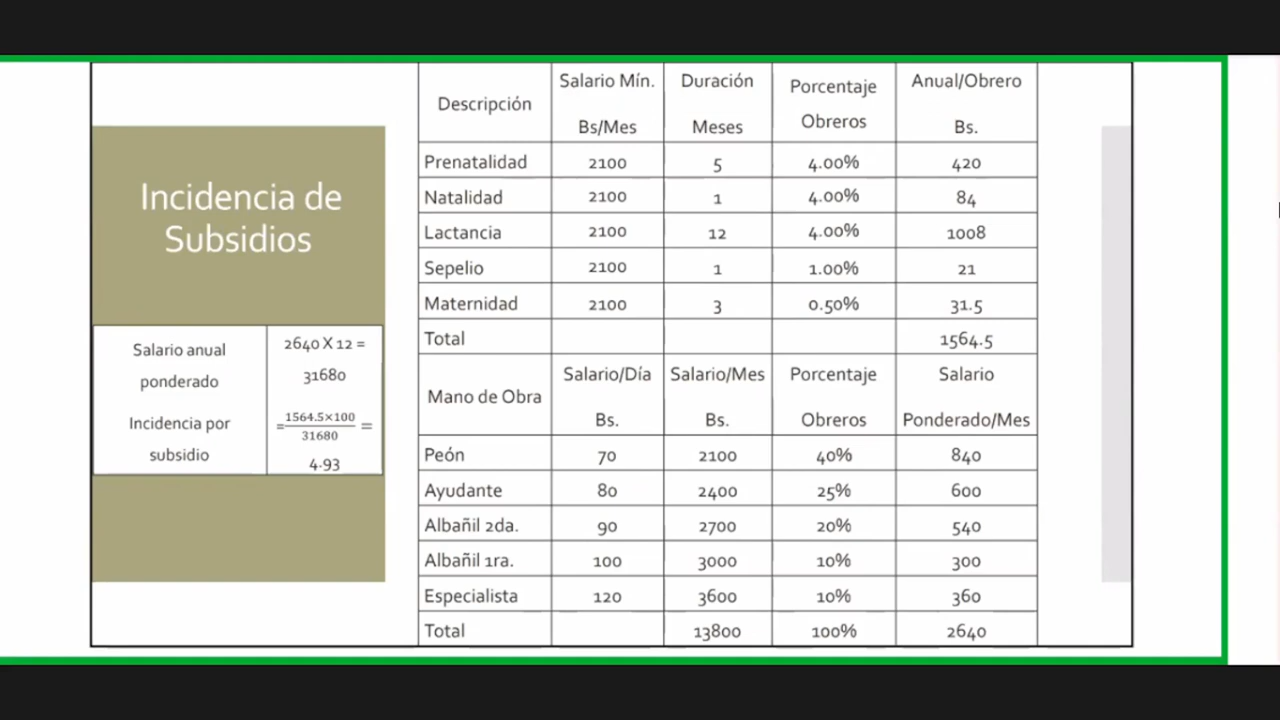 Incidencia de
Subsidios
Salario anual
ponderado
2640 X 12 =
31680
Incidencia por
subsidio
=1564.5×100/31680 =
4.93
Descripción Salario Mín. Bs/Mes Duración Meses Porcentaje Obreros Anual/Obrero Bs.
Prenatalidad 2100 5 4.00% 420
Natalidad 2100 1 4.00% 84
Lactancia 2100 12 4.00% 1008
Sepelio 2100 1 1.00% 21
Maternidad 2100 3 0.50% 31.5
Total 1564.5
Mano de Obra Salario/Día Bs. Salario/Mes Bs. Porcentaje Obreros Salario Ponderado/Mes
Peón 70 2100 40% 840
Ayudante 80 2400 25% 600
Albañil 2da. 90 2700 20% 540
Albañil 1ra. 100 3000 10% 300
Especialista 120 3600 10% 360
Total 13800 100% 2640